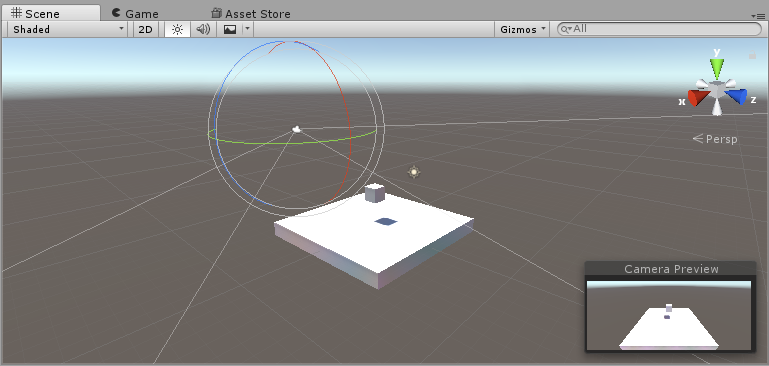 Scene Game Asset Store
Shaded 2D Gizmos All
y
x z
Persp
Camera Preview